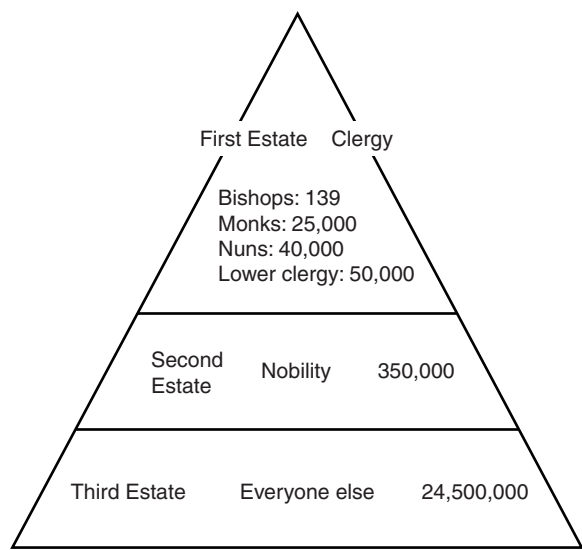 First Estate Clergy
Bishops: 139
Monks: 25,000
Nuns: 40,000
Lower clergy: 50,000
Second
Estate
Nobility
350,000
Third Estate Everyone else 24,500,000